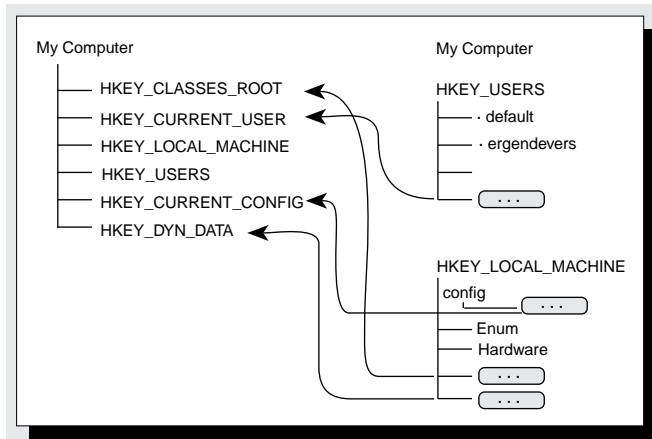 My Computer
HKEY_CLASSES_ROOT
HKEY_CURRENT_USER
HKEY_LOCAL_MACHINE
HKEY_USERS
HKEY_CURRENT_CONFIG
HKEY_DYN_DATA
My Computer
HKEY_USERS
· default
· ergendevers
. . .
HKEY_LOCAL_MACHINE
config
. . .
Enum
Hardware
. . .
. . .